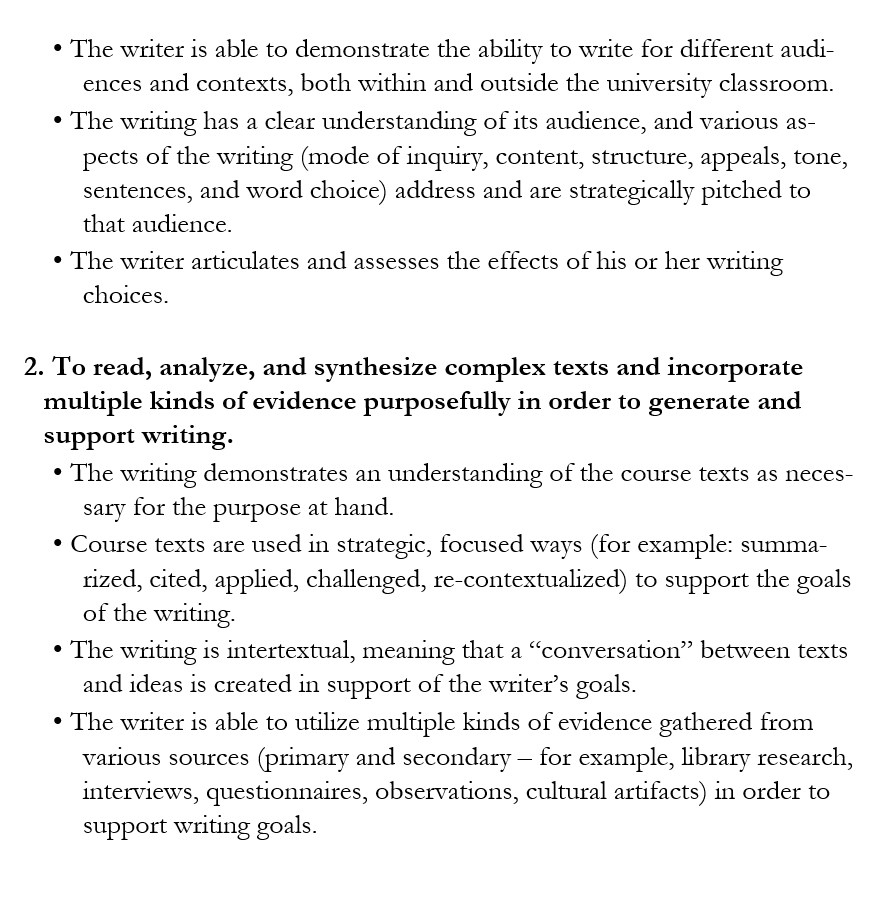 • The writer is able to demonstrate the ability to write for different audi-
ences and contexts, both within and outside the university classroom.
• The writing has a clear understanding of its audience, and various as-
pects of the writing (mode of inquiry, content, structure, appeals, tone,
sentences, and word choice) address and are strategically pitched to
that audience.
• The writer articulates and assesses the effects of his or her writing
choices.
2. To read, analyze, and synthesize complex texts and incorporate
multiple kinds of evidence purposefully in order to generate and
support writing.
• The writing demonstrates an understanding of the course texts as neces-
sary for the purpose at hand.
• Course texts are used in strategic, focused ways (for example: summa-
rized, cited, applied, challenged, re-contextualized) to support the goals
of the writing.
• The writing is intertextual, meaning that a “conversation” between texts
and ideas is created in support of the writer’s goals.
• The writer is able to utilize multiple kinds of evidence gathered from
various sources (primary and secondary – for example, library research,
interviews, questionnaires, observations, cultural artifacts) in order to
support writing goals.